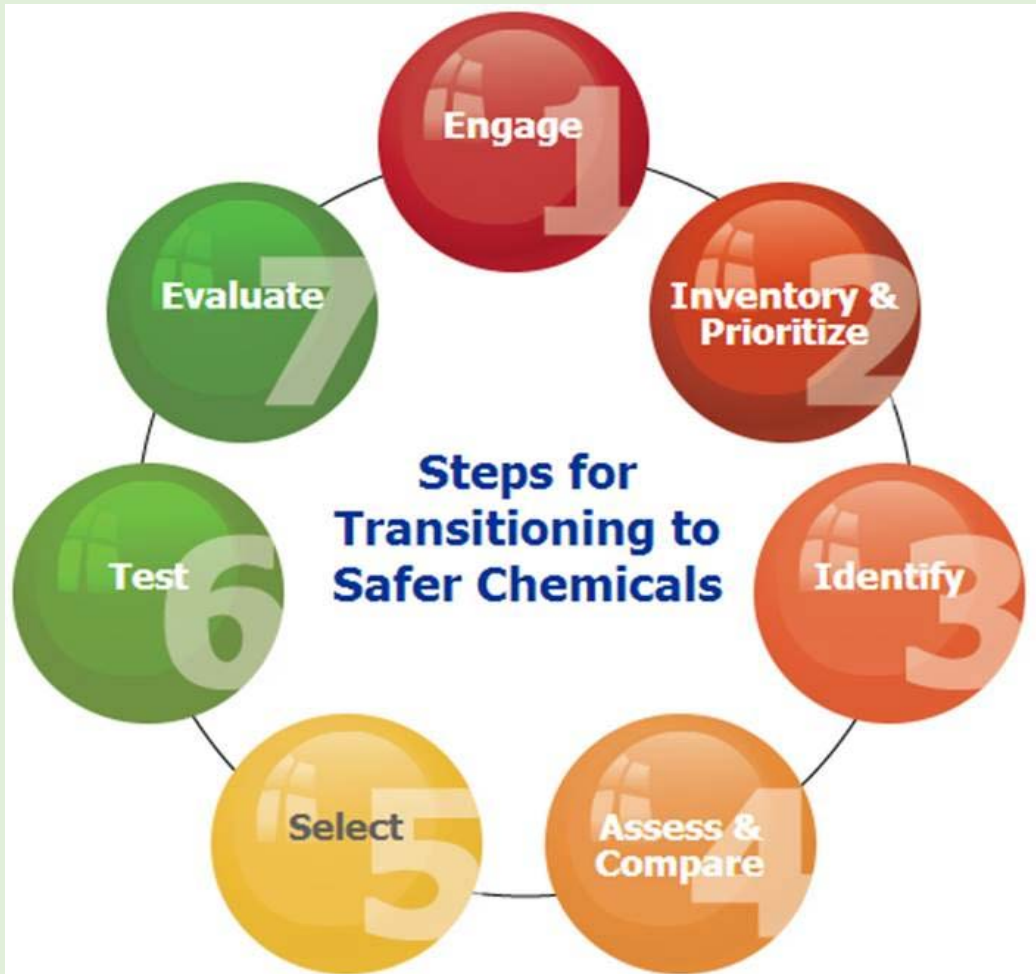 Engage
1
Inventory &
Prioritize
2
Identify
3
Assess &
Compare
4
Select
5
Test
6
Evaluate
7
Steps for
Transitioning to
Safer Chemicals